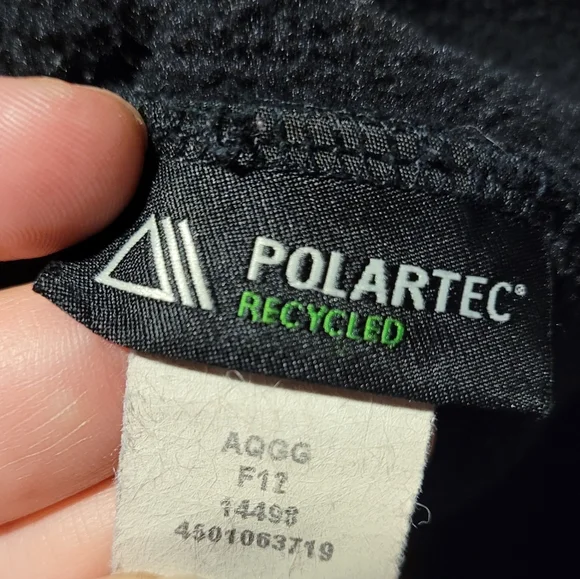 POLARTEC®
RECYCLED
AQGG
F12
14498
4501063719